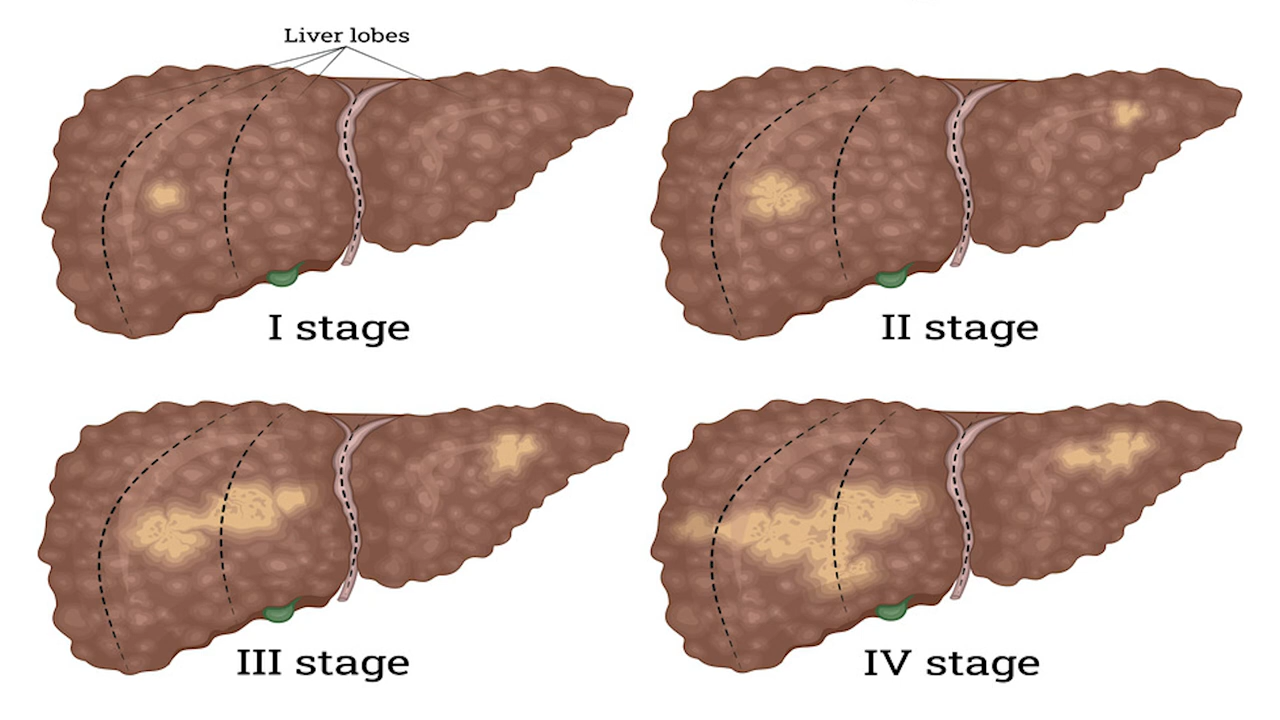 Liver lobes
I stage
II stage
III stage
IV stage